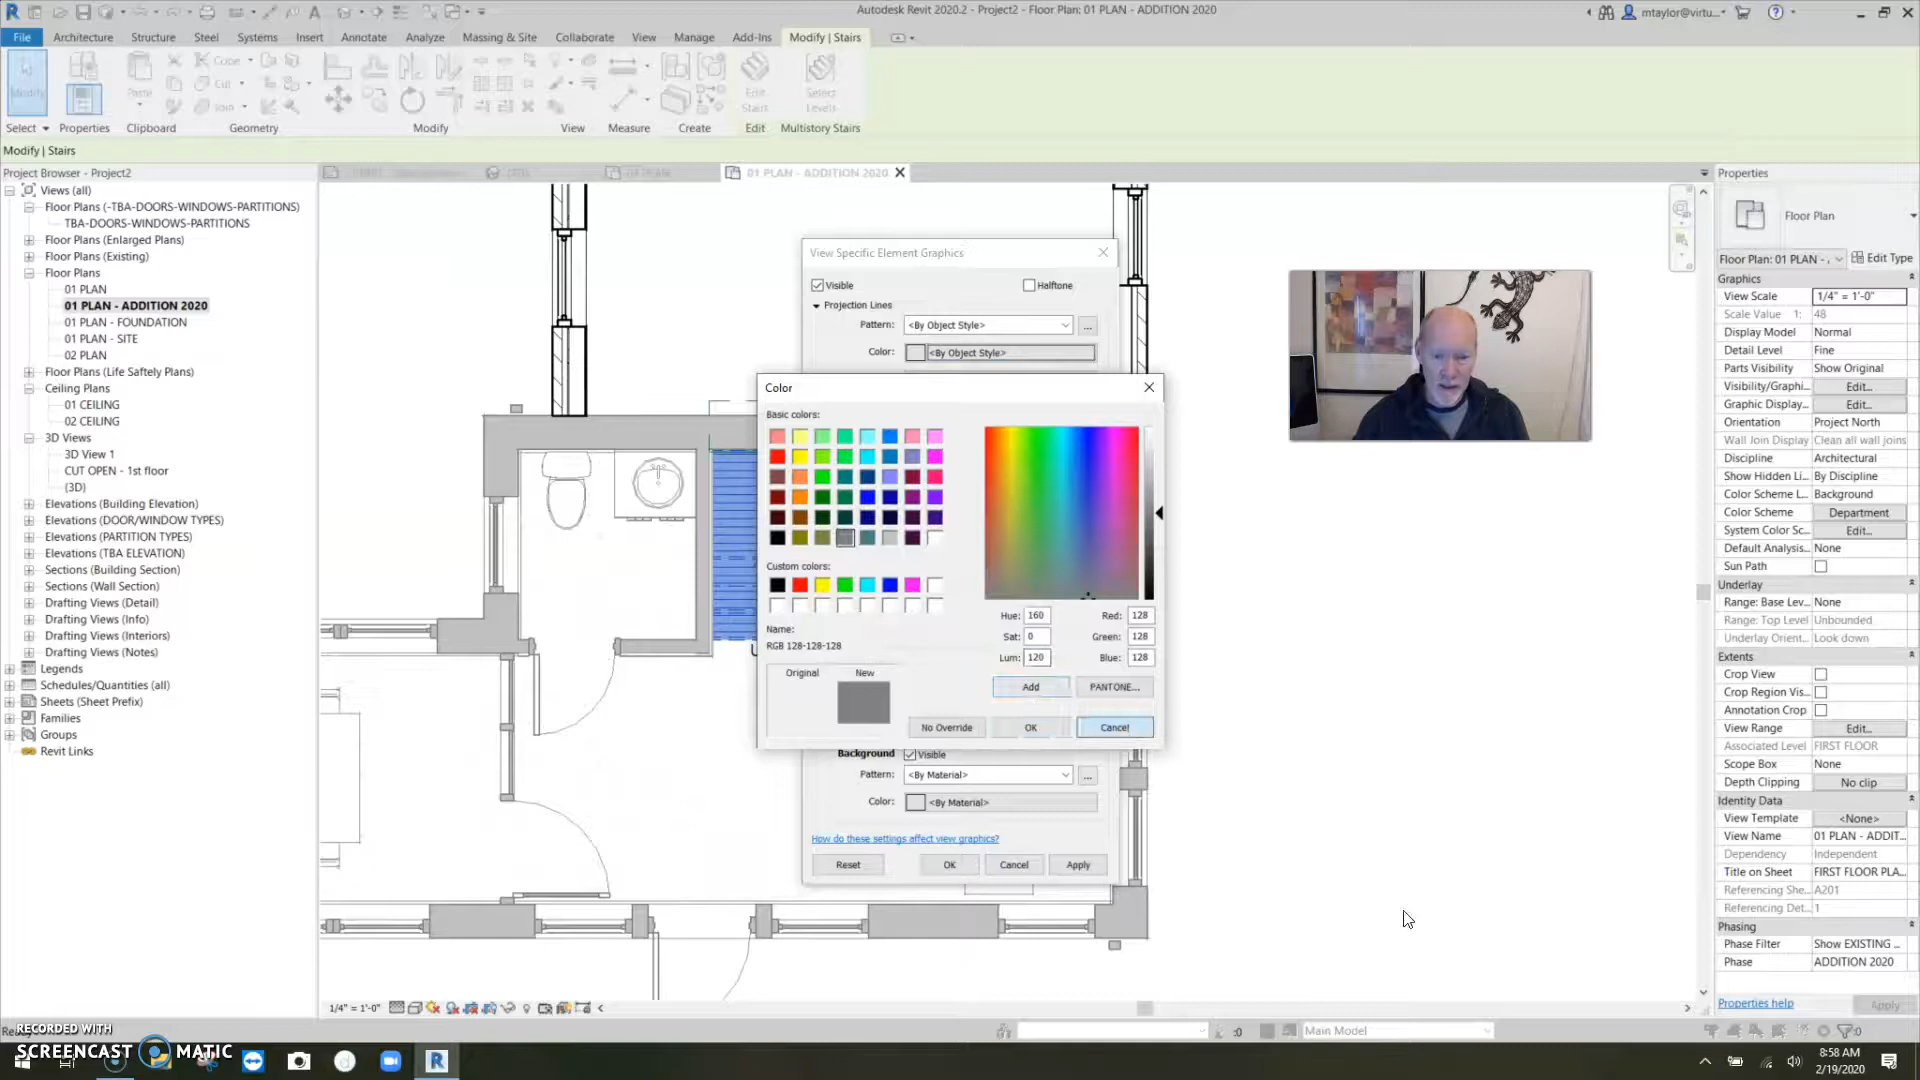 Autodesk Revit 2020.2 - Project2 - Floor Plan: 01 PLAN - ADDITION 2020
mtaylor@virtu...
File Architecture Structure Steel Systems Insert Annotate Analyze Massing & Site Collaborate View Manage Add-Ins Modify | Stairs
Modify
Paste
Cope
Cut
Join
Edit Stairs
Select Levels
Select Properties Clipboard Geometry Modify View Measure Create Edit Multistory Stairs
Modify | Stairs
Project Browser - Project2
01 PLAN - ADDITION 2020
Views (all)
Floor Plans (-TBA-DOORS-WINDOWS-PARTITIONS)
TBA-DOORS-WINDOWS-PARTITIONS
Floor Plans (Enlarged Plans)
Floor Plans (Existing)
Floor Plans
01 PLAN
01 PLAN - ADDITION 2020
01 PLAN - FOUNDATION
01 PLAN - SITE
02 PLAN
Floor Plans (Life Saftely Plans)
Ceiling Plans
01 CEILING
02 CEILING
3D Views
3D View 1
CUT OPEN - 1st floor
(3D)
Elevations (Building Elevation)
Elevations (DOOR/WINDOW TYPES)
Elevations (PARTITION TYPES)
Elevations (TBA ELEVATION)
Sections (Building Section)
Sections (Wall Section)
Drafting Views (Detail)
Drafting Views (Info)
Drafting Views (Interiors)
Drafting Views (Notes)
Legends
Schedules/Quantities (all)
Sheets (Sheet Prefix)
Families
Groups
Revit Links
View Specific Element Graphics
Visible Halftone
Projection Lines
Pattern: <By Object Style> ...
Color: <By Object Style>
Color
Basic colors:
Custom colors:
Hue: 160 Red: 128
Name: Sat: 0 Green: 128
RGB 128-128-128 Lum: 120 Blue: 128
Original New
Add PANTONE...
No Override OK Cancel
Background Visible
Pattern: <By Material> ...
Color: <By Material>
How do these settings affect view graphics?
Reset OK Cancel Apply
Properties
Floor Plan
Floor Plan: 01 PLAN - . Edit Type
Graphics
View Scale 1/4" = 1'-0"
Scale Value 1: 48
Display Model Normal
Detail Level Fine
Parts Visibility Show Original
Visibility/Graphi... Edit...
Graphic Display... Edit...
Orientation Project North
Wall Join Display Clean all wall joins
Discipline Architectural
Show Hidden Li... By Discipline
Color Scheme L... Background
Color Scheme Department
System Color Sc... Edit...
Default Analysis... None
Sun Path
Underlay
Range: Base Lev... None
Range: Top Level Unbounded
Underlay Orient... Look down
Extents
Crop View
Crop Region Vis...
Annotation Crop
View Range Edit...
Associated Level FIRST FLOOR
Scope Box None
Depth Clipping No clip
Identity Data
View Template <None>
View Name 01 PLAN - ADDIT...
Dependency Independent
Title on Sheet FIRST FLOOR PLA...
Referencing She... A201
Referencing Det... 1
Phasing
Phase Filter Show EXISTING ...
Phase ADDITION 2020
Properties help Apply
1/4" = 1'-0"
:0 Main Model :0
RECORDED WITH
SCREENCAST MATIC
8:58 AM
2/19/2020